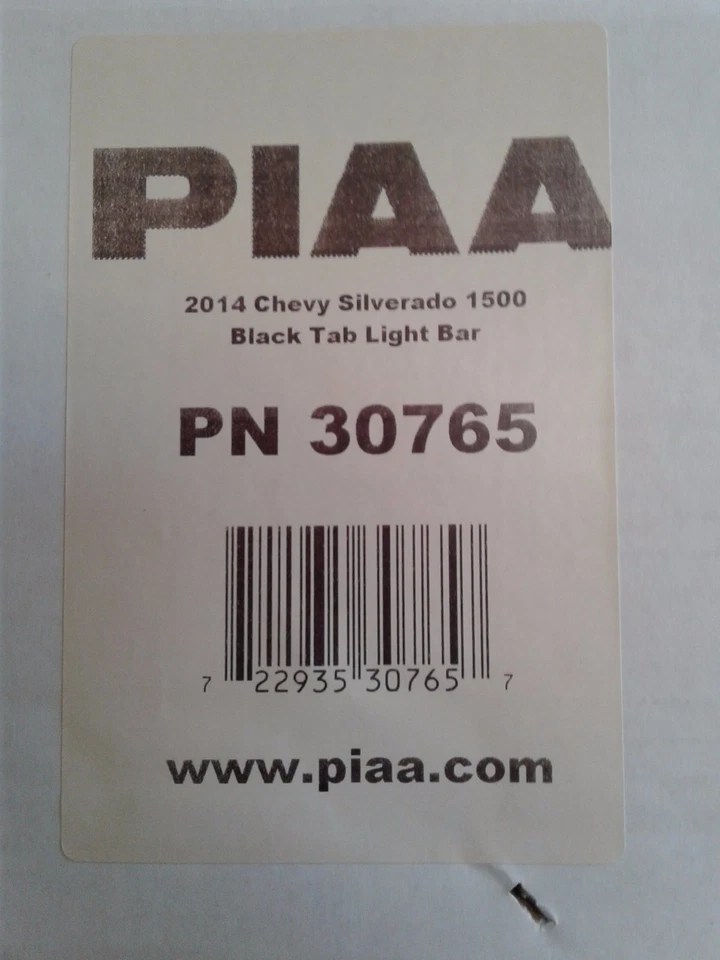 PIAA
2014 Chevy Silverado 1500
Black Tab Light Bar
PN 30765
7 22935 30765 7
www.piaa.com